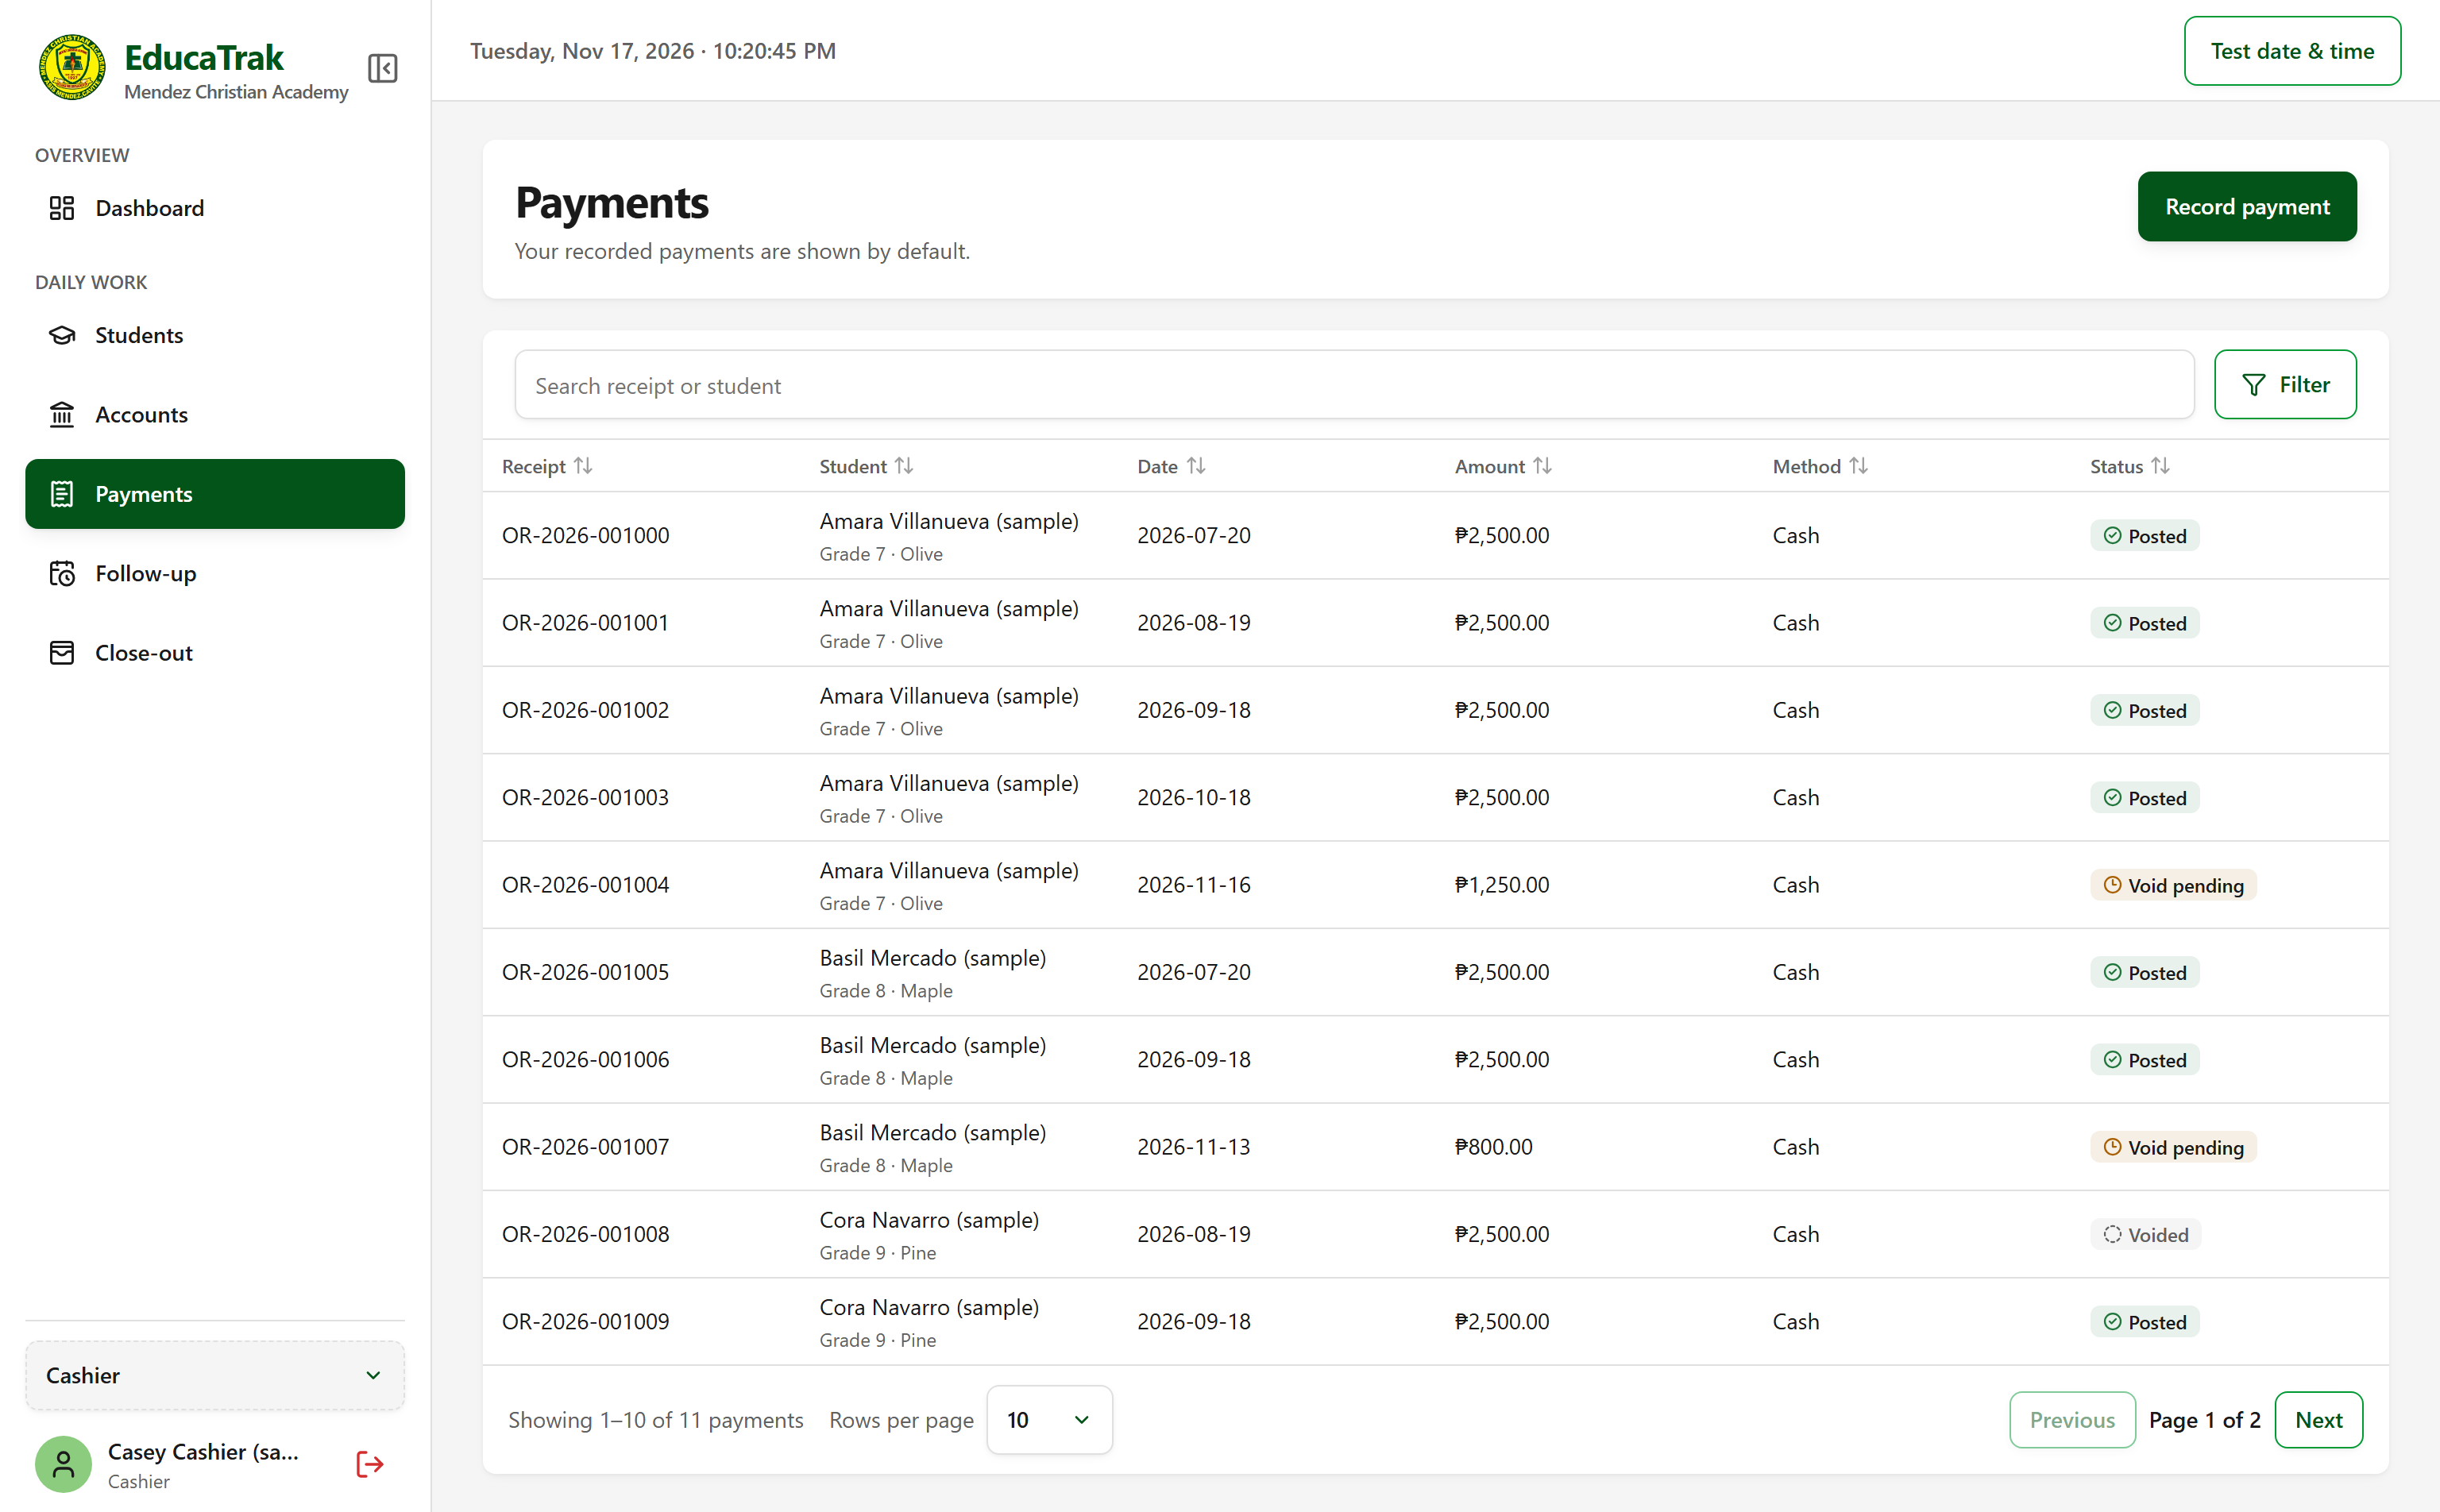 EducaTrak
Mendez Christian Academy
Tuesday, Nov 17, 2026 · 10:20:45 PM
Test date & time
OVERVIEW
Dashboard
DAILY WORK
Students
Accounts
Payments
Follow-up
Close-out
Cashier
Casey Cashier (sa...
Cashier
Payments
Your recorded payments are shown by default.
Record payment
Search receipt or student
Filter
Receipt Student Date Amount Method Status
OR-2026-001000 Amara Villanueva (sample) 2026-07-20 ₱2,500.00 Cash Posted
Grade 7 · Olive
OR-2026-001001 Amara Villanueva (sample) 2026-08-19 ₱2,500.00 Cash Posted
Grade 7 · Olive
OR-2026-001002 Amara Villanueva (sample) 2026-09-18 ₱2,500.00 Cash Posted
Grade 7 · Olive
OR-2026-001003 Amara Villanueva (sample) 2026-10-18 ₱2,500.00 Cash Posted
Grade 7 · Olive
OR-2026-001004 Amara Villanueva (sample) 2026-11-16 ₱1,250.00 Cash Void pending
Grade 7 · Olive
OR-2026-001005 Basil Mercado (sample) 2026-07-20 ₱2,500.00 Cash Posted
Grade 8 · Maple
OR-2026-001006 Basil Mercado (sample) 2026-09-18 ₱2,500.00 Cash Posted
Grade 8 · Maple
OR-2026-001007 Basil Mercado (sample) 2026-11-13 ₱800.00 Cash Void pending
Grade 8 · Maple
OR-2026-001008 Cora Navarro (sample) 2026-08-19 ₱2,500.00 Cash Voided
Grade 9 · Pine
OR-2026-001009 Cora Navarro (sample) 2026-09-18 ₱2,500.00 Cash Posted
Grade 9 · Pine
Showing 1–10 of 11 payments Rows per page 10 Previous Page 1 of 2 Next